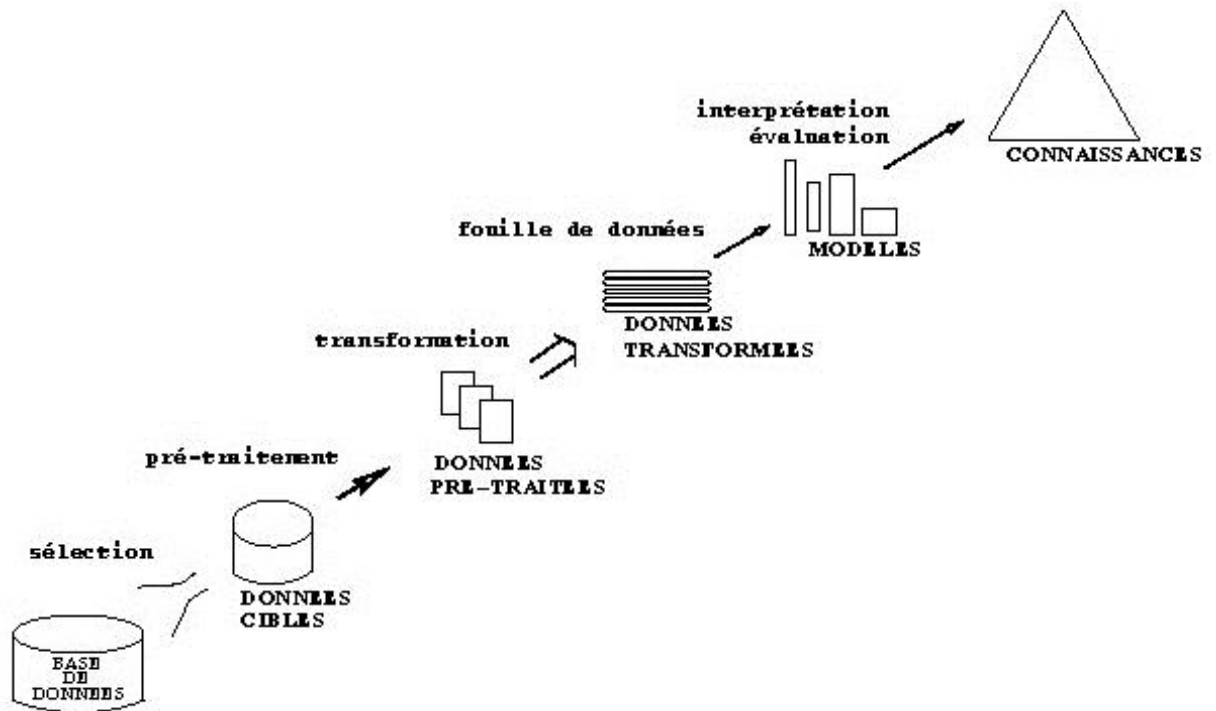 interprétation
évaluation
CONNAISSANCES
fouille de données
MODELES
transformation
DONNEES
TRANSFORMEES
pré-traitement
DONNEES
PRE-TRAITEES
sélection
DONNEES
CIBLES
BASE
DE
DONNEES